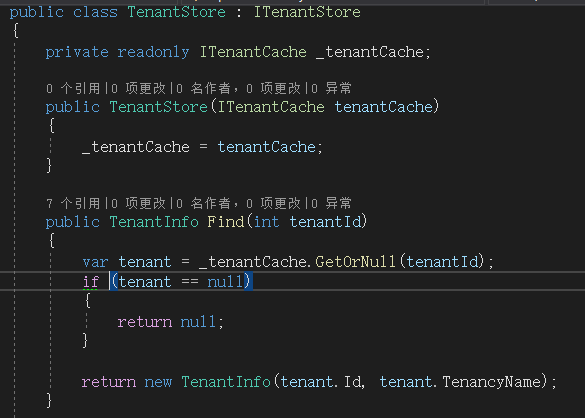 public class TenantStore : ITenantStore
{
private readonly ITenantCache _tenantCache;
0 个引用|0 项更改|0 名作者，0 项更改|0 异常
public TenantStore(ITenantCache tenantCache)
{
_tenantCache = tenantCache;
}
7 个引用|0 项更改|0 名作者，0 项更改|0 异常
public TenantInfo Find(int tenantId)
{
var tenant = _tenantCache.GetOrNull(tenantId);
if (tenant == null)
{
return null;
}
return new TenantInfo(tenant.Id, tenant.TenancyName);
}